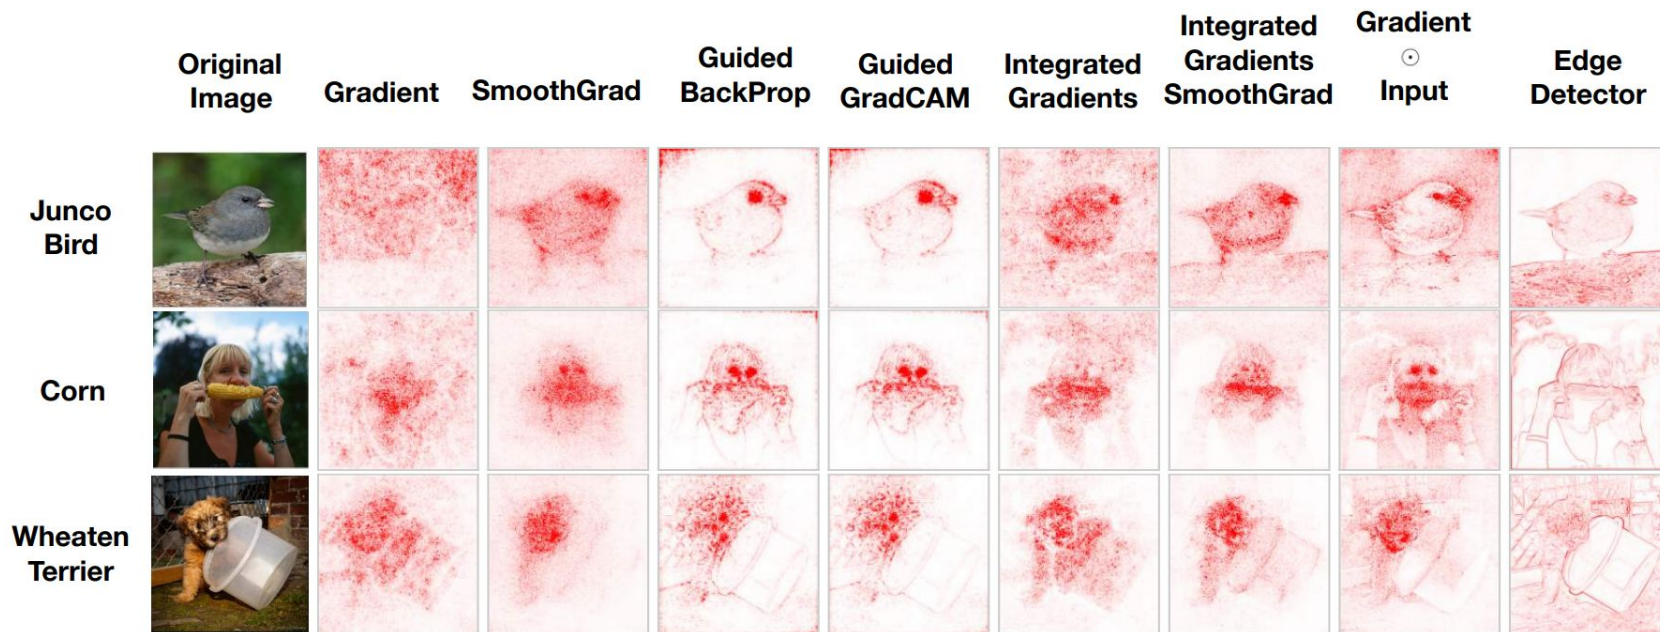 Original
Image
Gradient
SmoothGrad
Guided
BackProp
Guided
GradCAM
Integrated
Gradients
Integrated
Gradients
SmoothGrad
Gradient
⊙
Input
Edge
Detector
Junco
Bird
Corn
Wheaten
Terrier